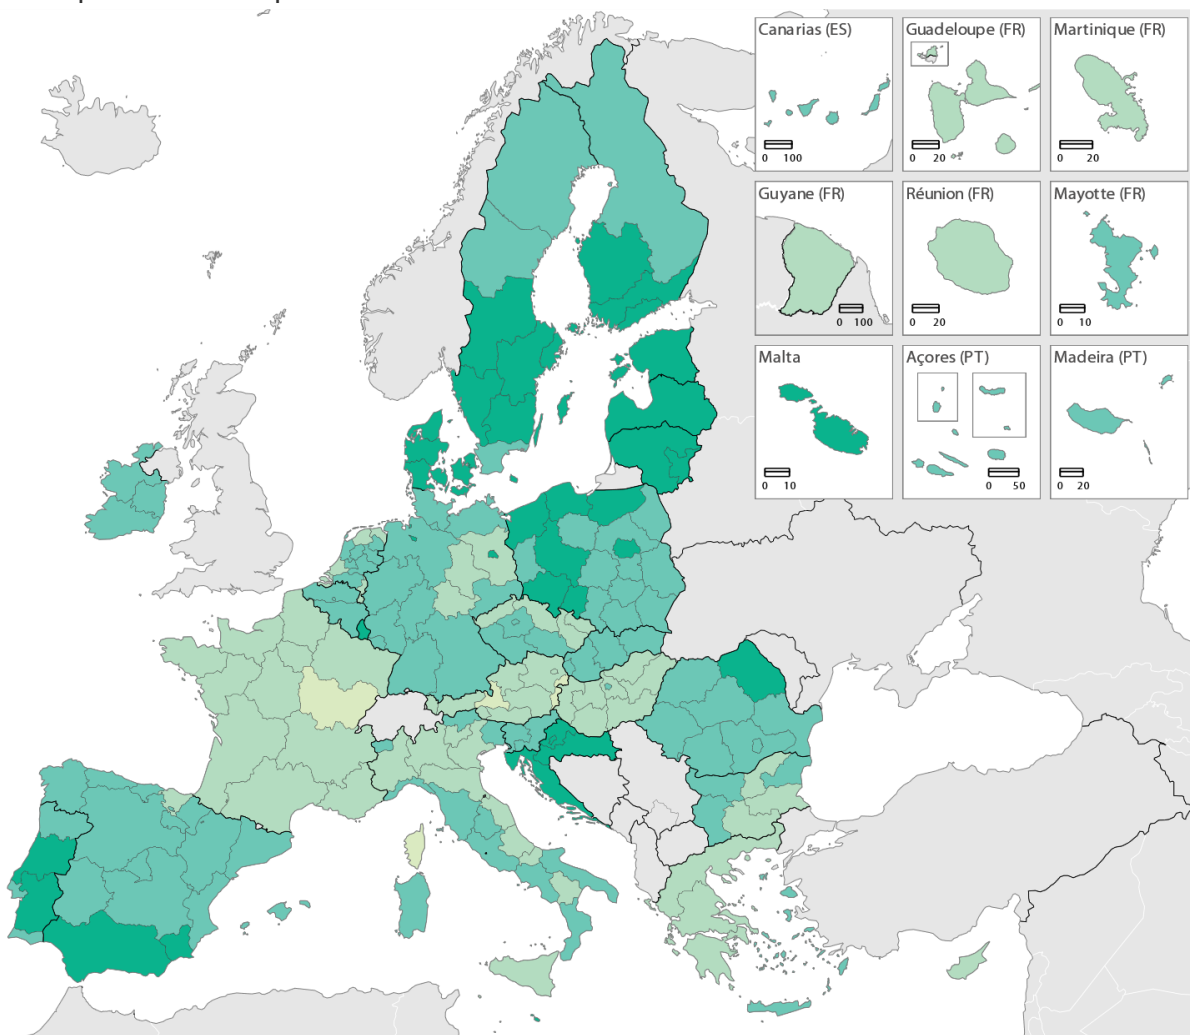 Canarias (ES)
0 100
Guadeloupe (FR)
0 20
Martinique (FR)
0 20
Guyane (FR)
0 100
Réunion (FR)
0 20
Mayotte (FR)
0 10
Malta
0 10
Açores (PT)
0 50
Madeira (PT)
0 20